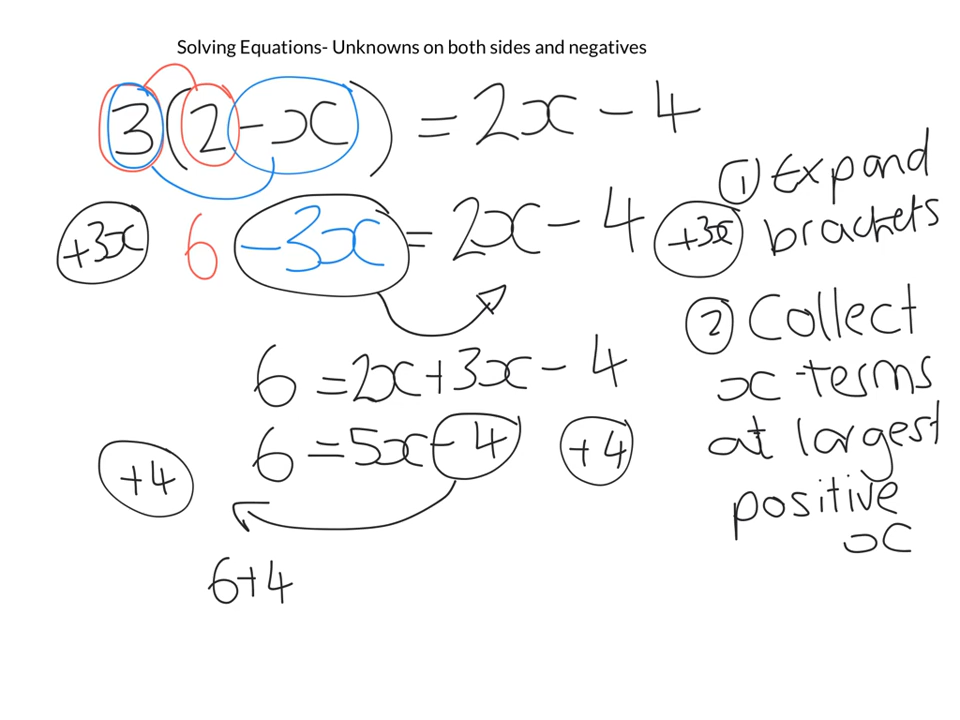 Solving Equations- Unknowns on both sides and negatives
3(2-x) = 2x - 4
① Expand
brackets
+3x 6 -3x = 2x - 4 +3x
② Collect
x terms
at largest
positive
x
6 = 2x+3x - 4
6 = 5x - 4 +4
+4
6+4